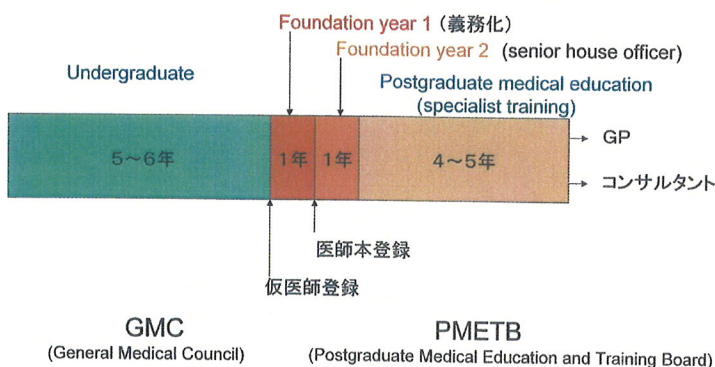 Foundation year 1 (義務化)
Foundation year 2 (senior house officer)
Undergraduate
Postgraduate medical education
(specialist training)
5～6年
1年
1年
4～5年
GP
コンサルタント
医師本登録
仮医師登録
GMC
(General Medical Council)
PMETB
(Postgraduate Medical Education and Training Board)